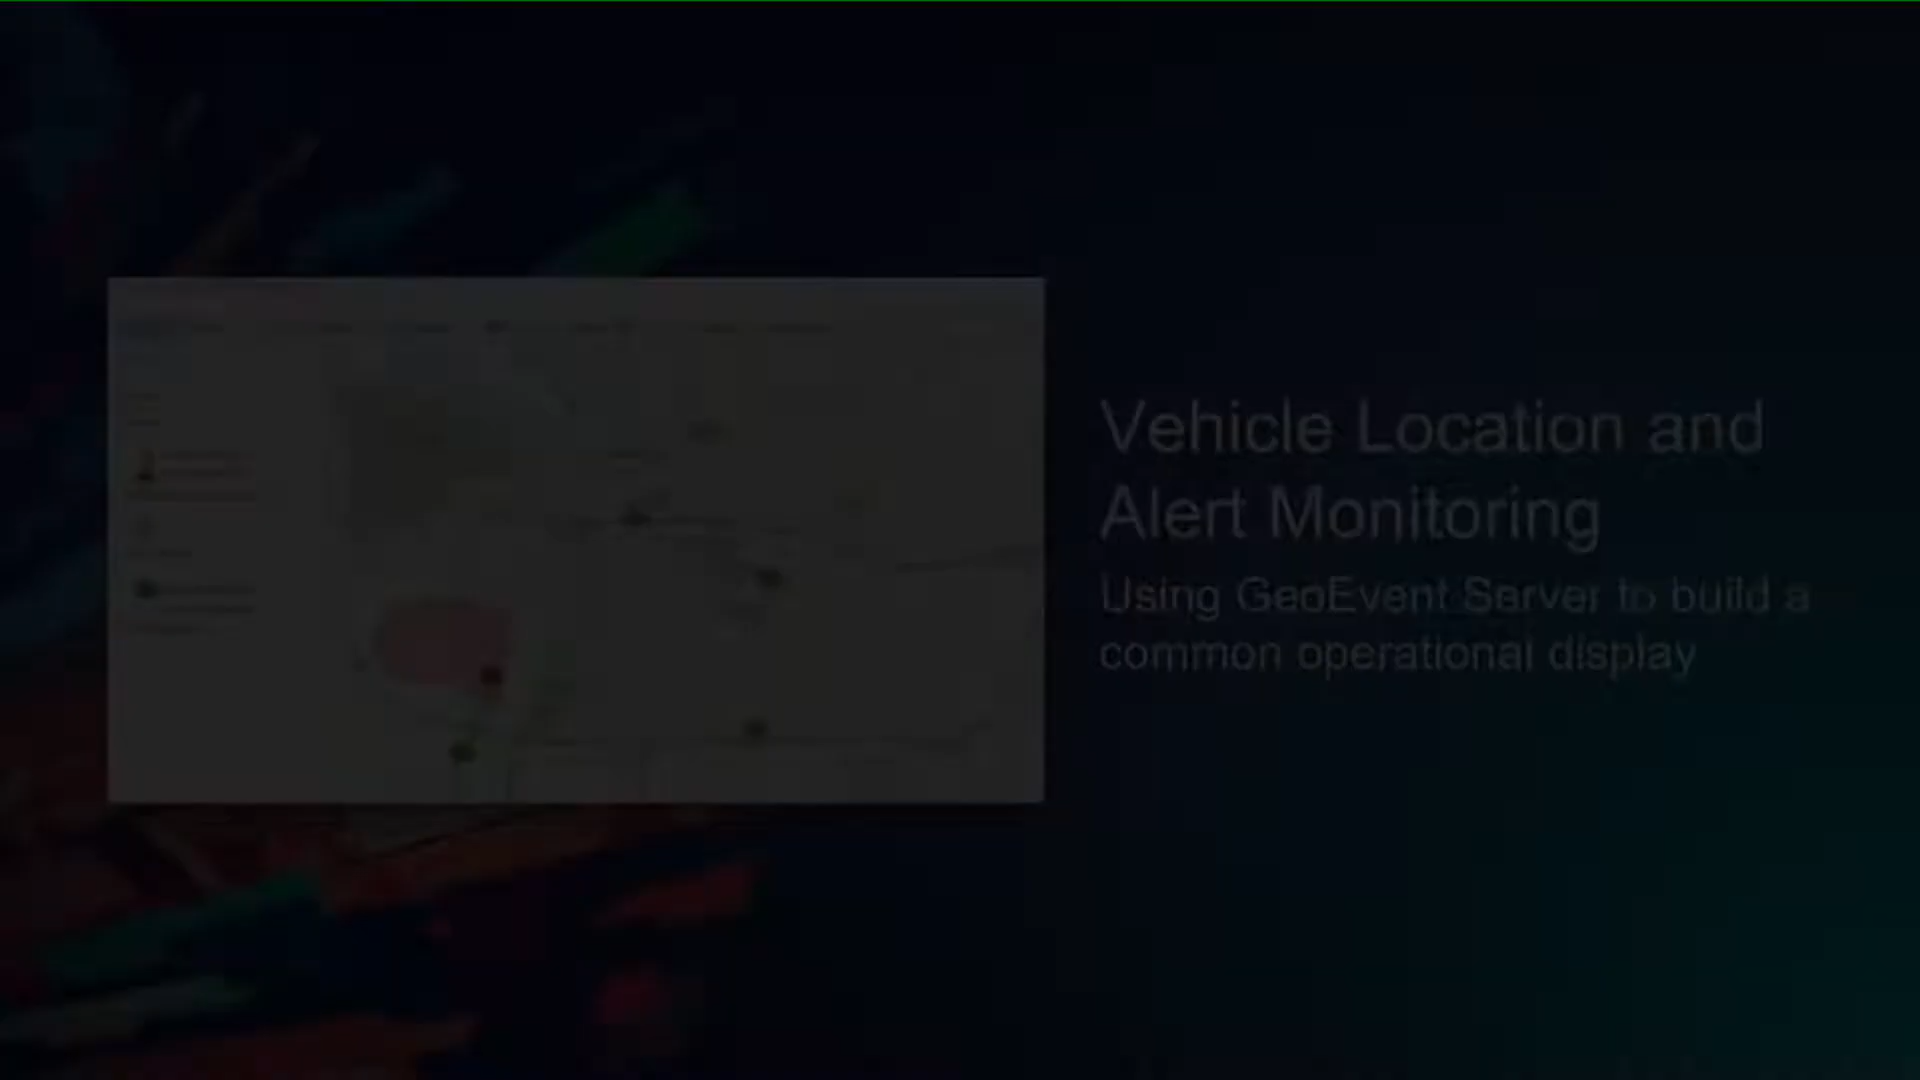 Vehicle Location and
Alert Monitoring
Using GeoEvent Server to build a
common operational display